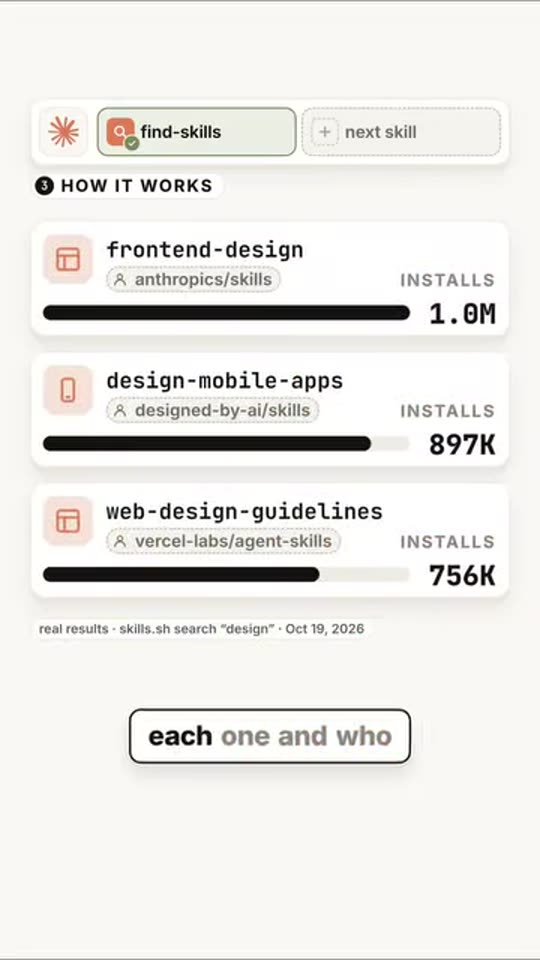 find-skills
next skill
3 HOW IT WORKS
frontend-design
anthropics/skills
INSTALLS
1.0M
design-mobile-apps
designed-by-ai/skills
INSTALLS
897K
web-design-guidelines
vercel-labs/agent-skills
INSTALLS
756K
real results · skills.sh search “design” · Oct 19, 2026
each one and who